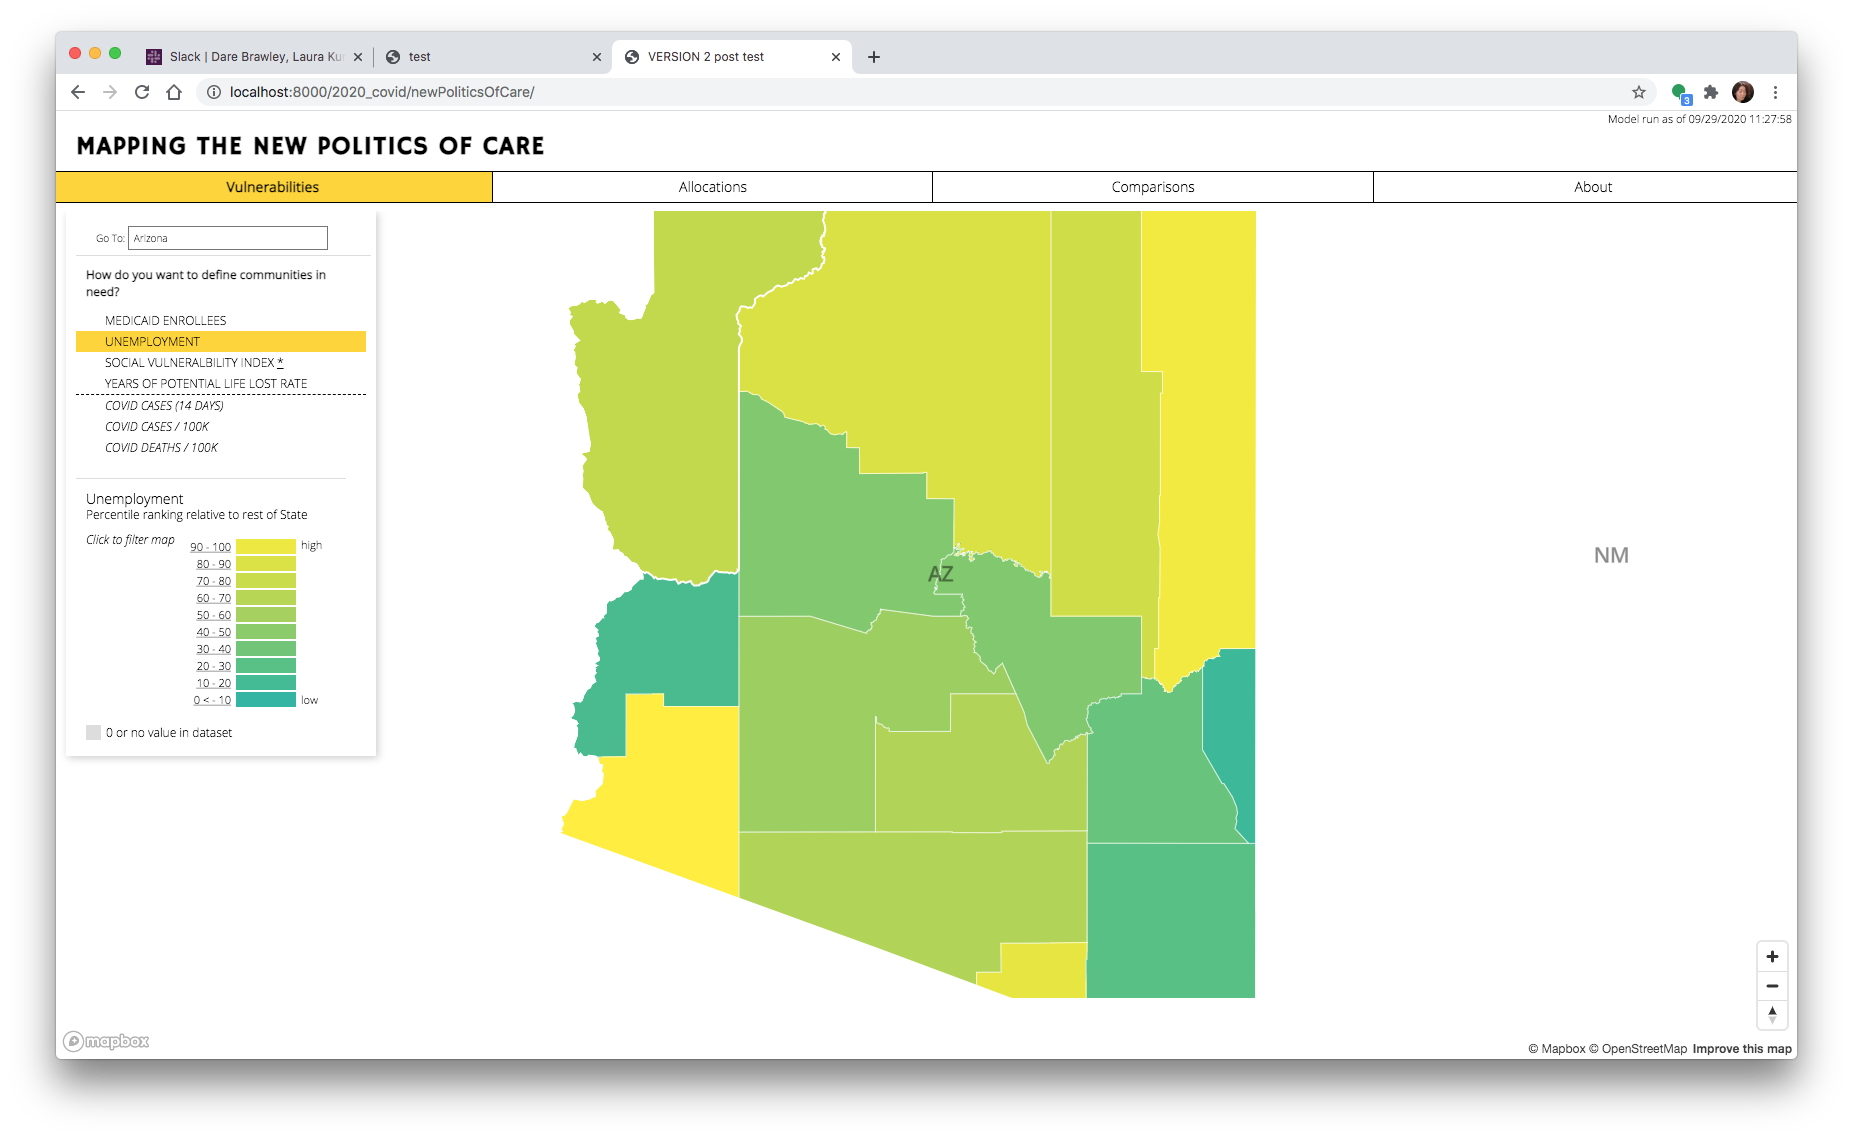 Slack | Dare Brawley, Laura Kur
test
VERSION 2 post test
localhost:8000/2020_covid/newPoliticsOfCare/
3
Model run as of 09/29/2020 11:27:58
MAPPING THE NEW POLITICS OF CARE
Vulnerabilities
Allocations
Comparisons
About
Go To: Arizona
How do you want to define communities in
need?
MEDICAID ENROLLEES
UNEMPLOYMENT
SOCIAL VULNERALBILITY INDEX *
YEARS OF POTENTIAL LIFE LOST RATE
COVID CASES (14 DAYS)
COVID CASES / 100K
COVID DEATHS / 100K
Unemployment
Percentile ranking relative to rest of State
Click to filter map
90 - 100 high
80 - 90
70 - 80
60 - 70
50 - 60
40 - 50
30 - 40
20 - 30
10 - 20
0 < - 10 low
0 or no value in dataset
AZ
NM
mapbox
© Mapbox © OpenStreetMap Improve this map